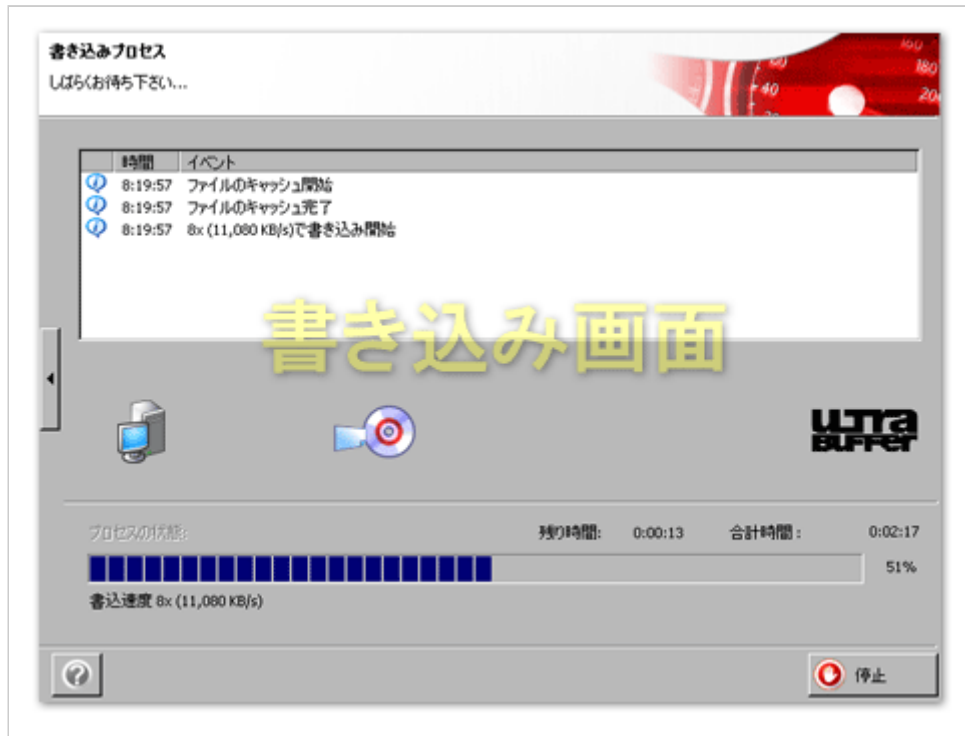 書き込みプロセス
しばらくお待ち下さい...
160
180
60
40
20
時間 イベント
8:19:57 ファイルのキャッシュ開始
8:19:57 ファイルのキャッシュ完了
8:19:57 8x (11,080 KB/s)で書き込み開始
書き込み画面
ULTRA
BUFFER
プロセスの状態:
残り時間: 0:00:13 合計時間: 0:02:17
51%
書込速度 8x (11,080 KB/s)
停止